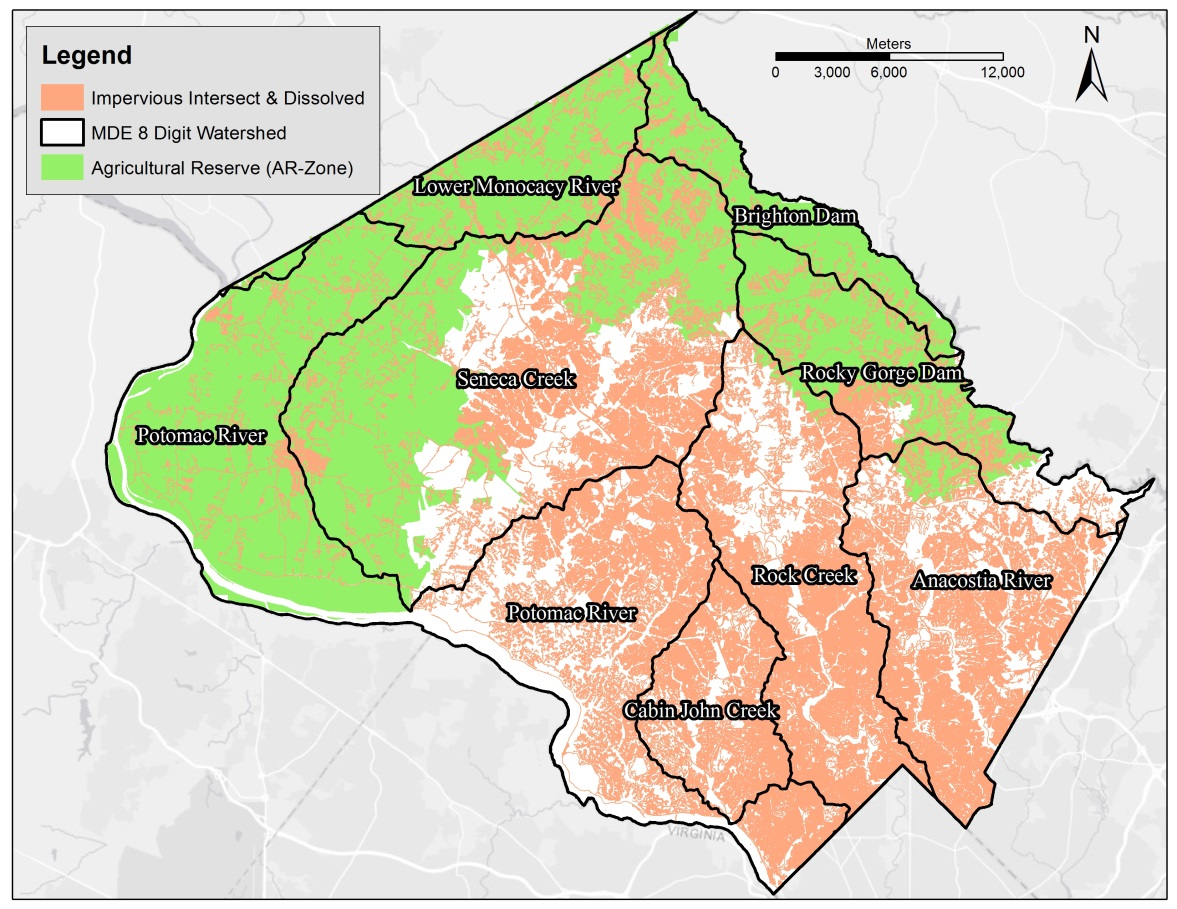 Legend
Impervious Intersect & Dissolved
MDE 8 Digit Watershed
Agricultural Reserve (AR-Zone)
Meters
0 3,000 6,000 12,000
N
Lower Monocacy River
Brighton Dam
Rocky Gorge Dam
Seneca Creek
Potomac River
Rock Creek
Anacostia River
Potomac River
Cabin John Creek
VIRGINIA